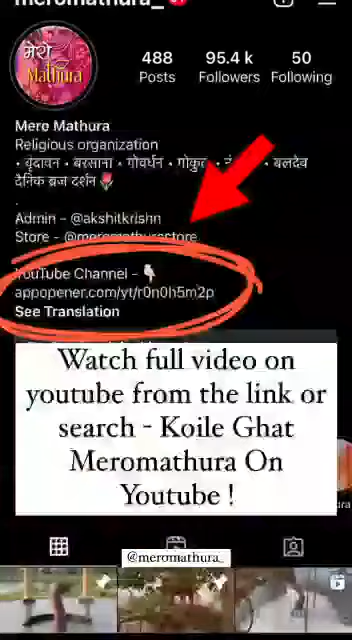 meromathura_
मेरो
Mathura
488 95.4 k 50
Posts Followers Following
Mero Mathura
Religious organization
• वृंदावन • बरसाना • गोवर्धन • गोकुल • • बलदेव
दैनिक ब्रज दर्शन 🌷
.
Admin - @akshitkrishn
Store - @meromathurastore
YouTube Channel - 👇
appopener.com/yt/r0n0h5m2p
See Translation
Watch full video on
youtube from the link or
search - Koile Ghat
Meromathura On
Youtube !
@meromathura_